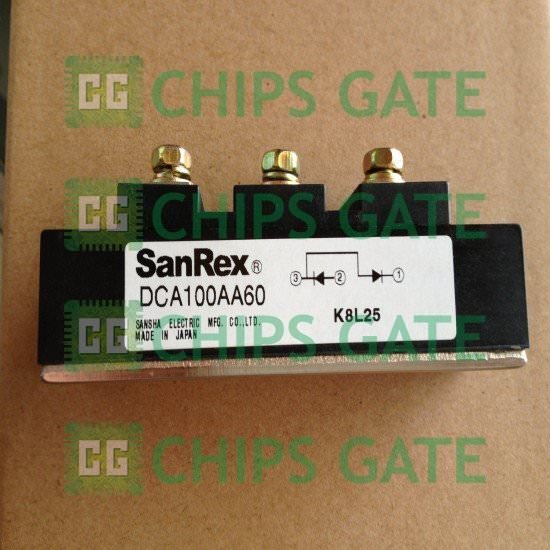 CG CHIPS GATE
CG CHIPS GATE
SanRex®
DCA100AA60
SANSHA ELECTRIC MFG. CO.,LTD.
MADE IN JAPAN
3 2 1
K8L25
CG CHIPS GATE
CG CHIPS GATE